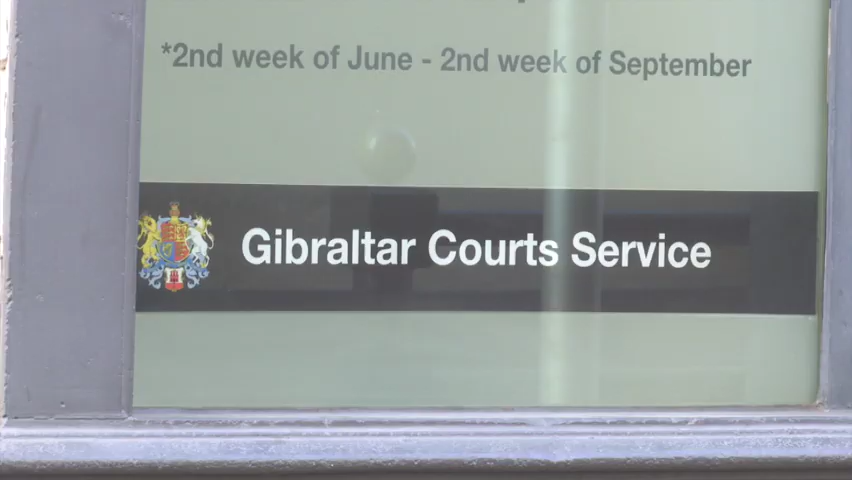 *2nd week of June - 2nd week of September
Gibraltar Courts Service